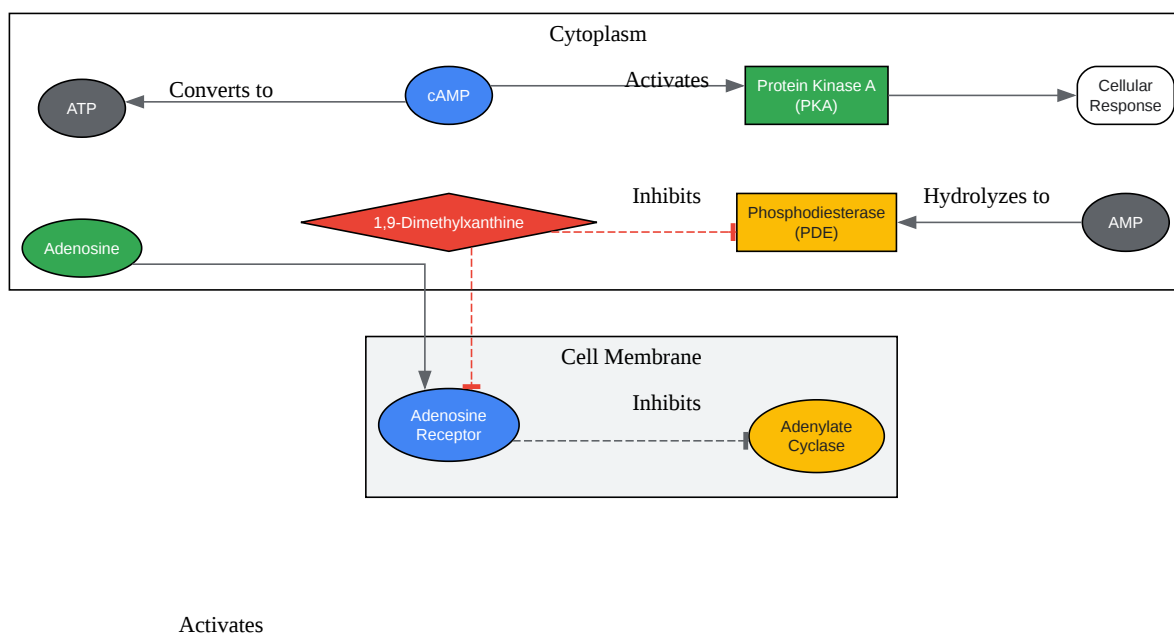 Cytoplasm
ATP
Converts to
cAMP
Activates
Protein Kinase A
(PKA)
Cellular
Response
Adenosine
1,9-Dimethylxanthine
Inhibits
Phosphodiesterase
(PDE)
Hydrolyzes to
AMP
Cell Membrane
Adenosine
Receptor
Inhibits
Adenylate
Cyclase
Activates